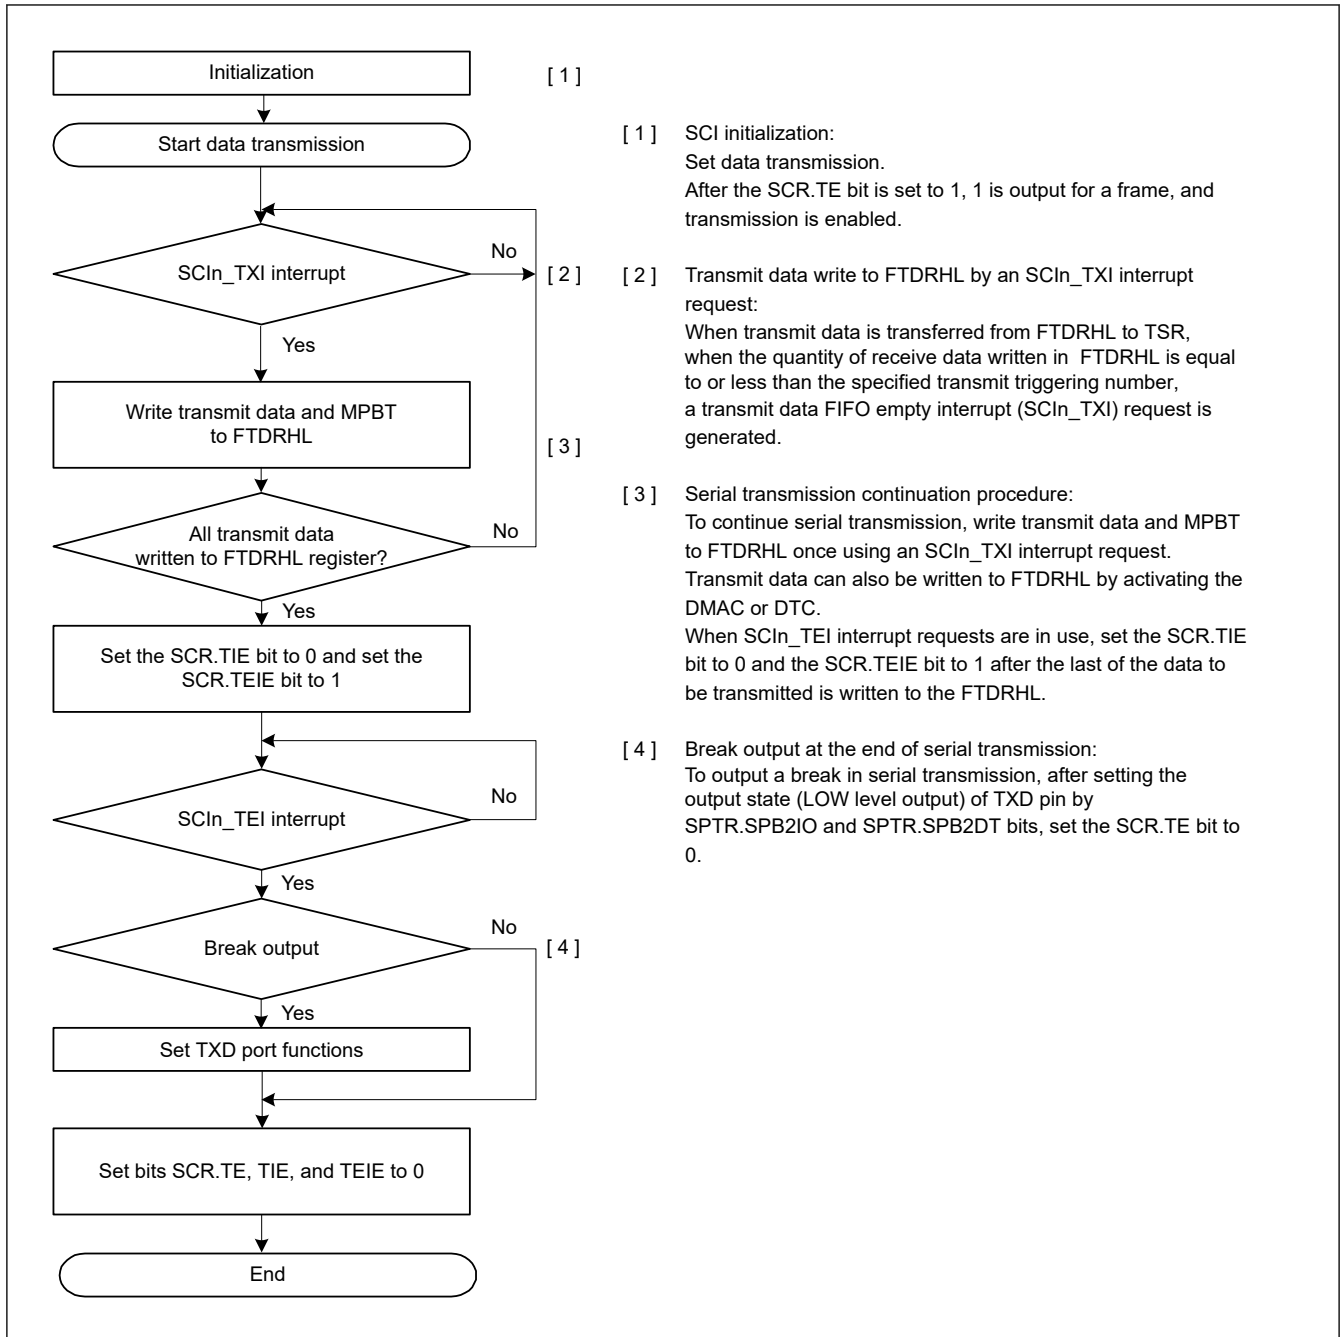 Initialization
[ 1 ]
Start data transmission
SCIn_TXI interrupt
No
[ 2 ]
Yes
Write transmit data and MPBT
to FTDRHL
[ 3 ]
All transmit data
written to FTDRHL register?
No
Yes
Set the SCR.TIE bit to 0 and set the
SCR.TEIE bit to 1
SCIn_TEI interrupt
No
Yes
Break output
No
[ 4 ]
Yes
Set TXD port functions
Set bits SCR.TE, TIE, and TEIE to 0
End
[ 1 ] SCI initialization:
Set data transmission.
After the SCR.TE bit is set to 1, 1 is output for a frame, and
transmission is enabled.
[ 2 ] Transmit data write to FTDRHL by an SCIn_TXI interrupt
request:
When transmit data is transferred from FTDRHL to TSR,
when the quantity of receive data written in FTDRHL is equal
to or less than the specified transmit triggering number,
a transmit data FIFO empty interrupt (SCIn_TXI) request is
generated.
[ 3 ] Serial transmission continuation procedure:
To continue serial transmission, write transmit data and MPBT
to FTDRHL once using an SCIn_TXI interrupt request.
Transmit data can also be written to FTDRHL by activating the
DMAC or DTC.
When SCIn_TEI interrupt requests are in use, set the SCR.TIE
bit to 0 and the SCR.TEIE bit to 1 after the last of the data to
be transmitted is written to the FTDRHL.
[ 4 ] Break output at the end of serial transmission:
To output a break in serial transmission, after setting the
output state (LOW level output) of TXD pin by
SPTR.SPB2IO and SPTR.SPB2DT bits, set the SCR.TE bit to
0.